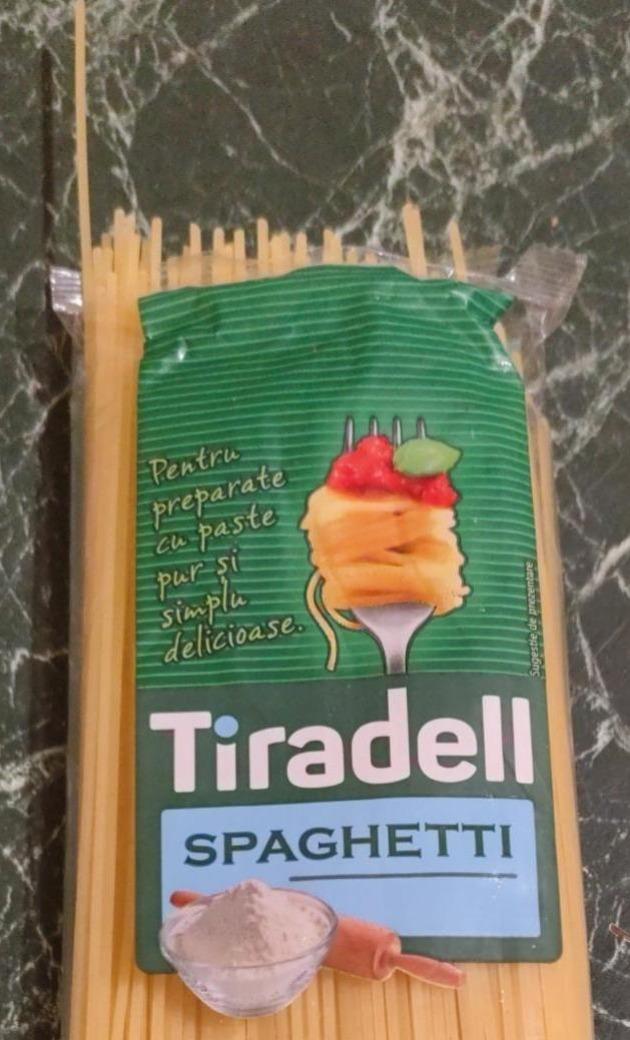 Pentru
preparate
cu paste
pur și
simplu
delicioase.
Sugestie de prezentare
Tiradell
SPAGHETTI